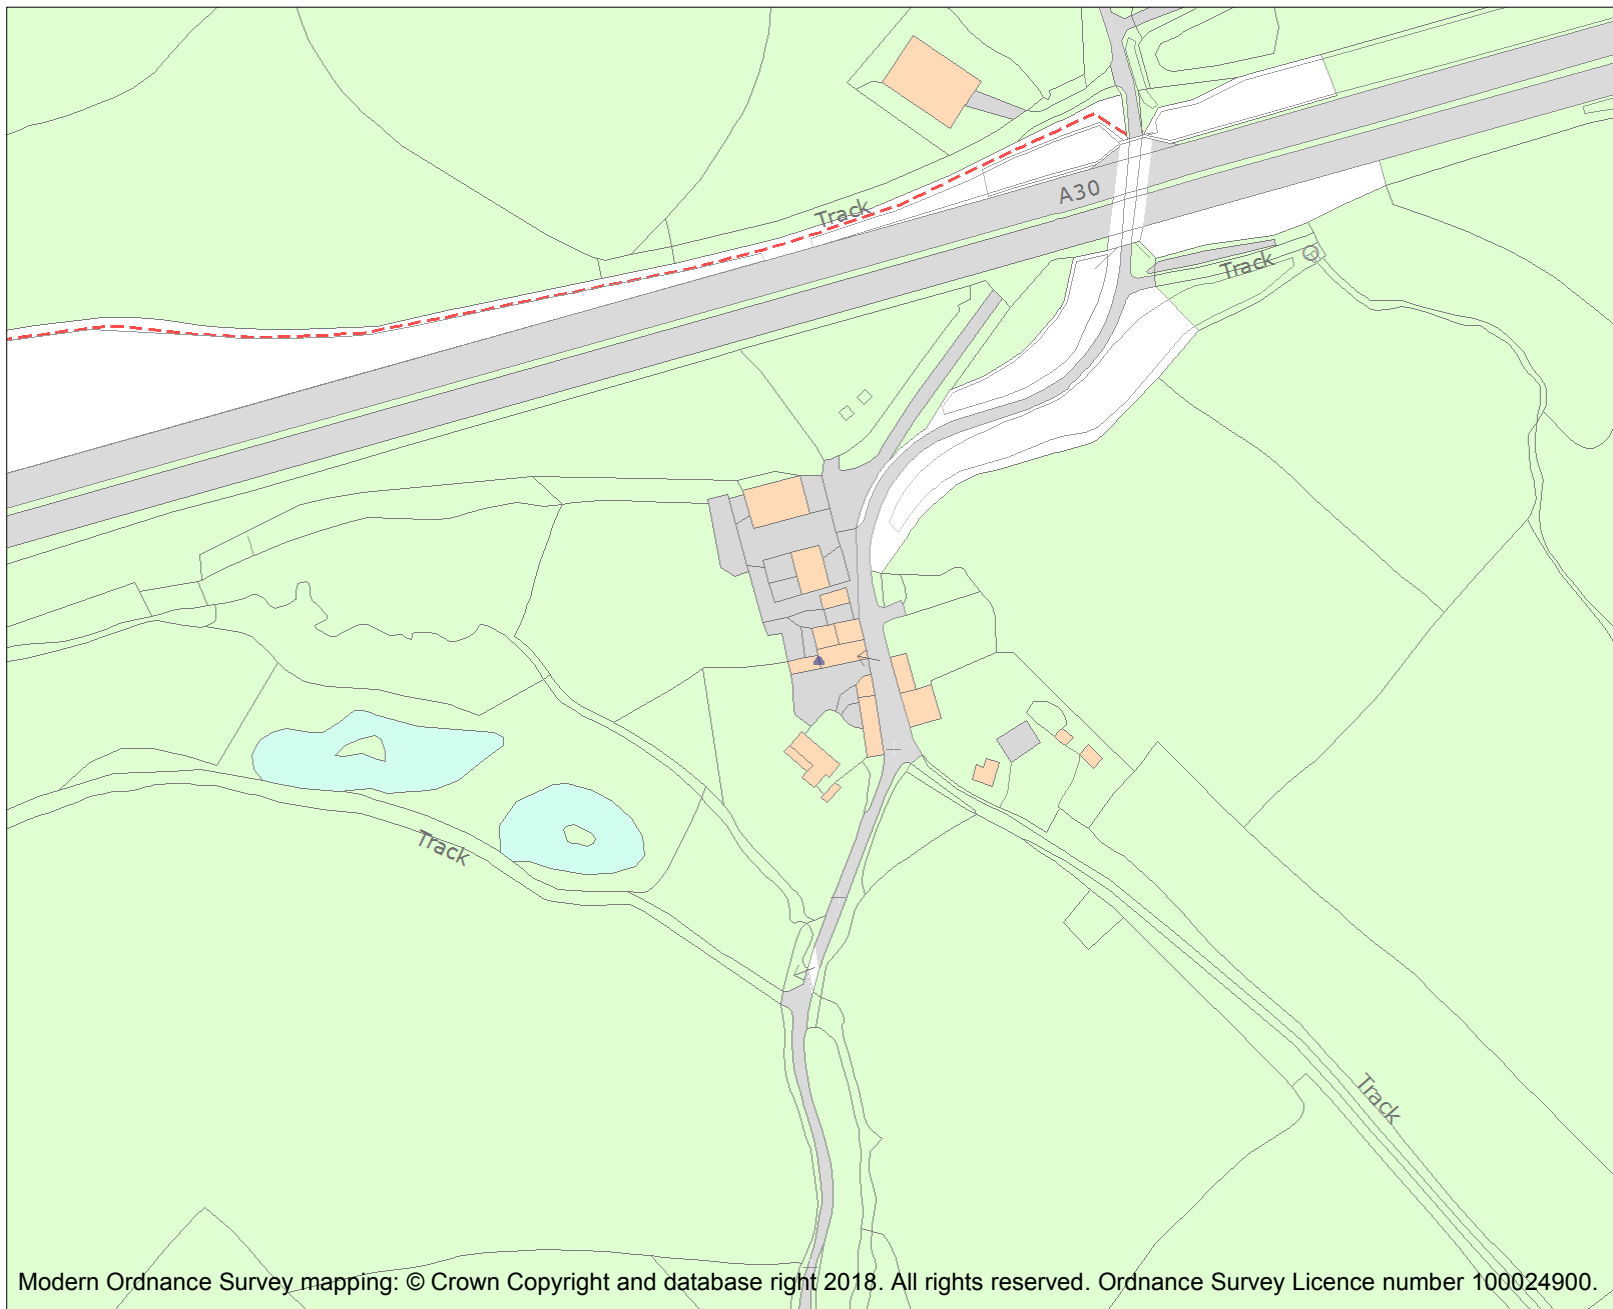 A30
Track
Track
Track
Track
Modern Ordnance Survey mapping: © Crown Copyright and database right 2018. All rights reserved. Ordnance Survey Licence number 100024900.